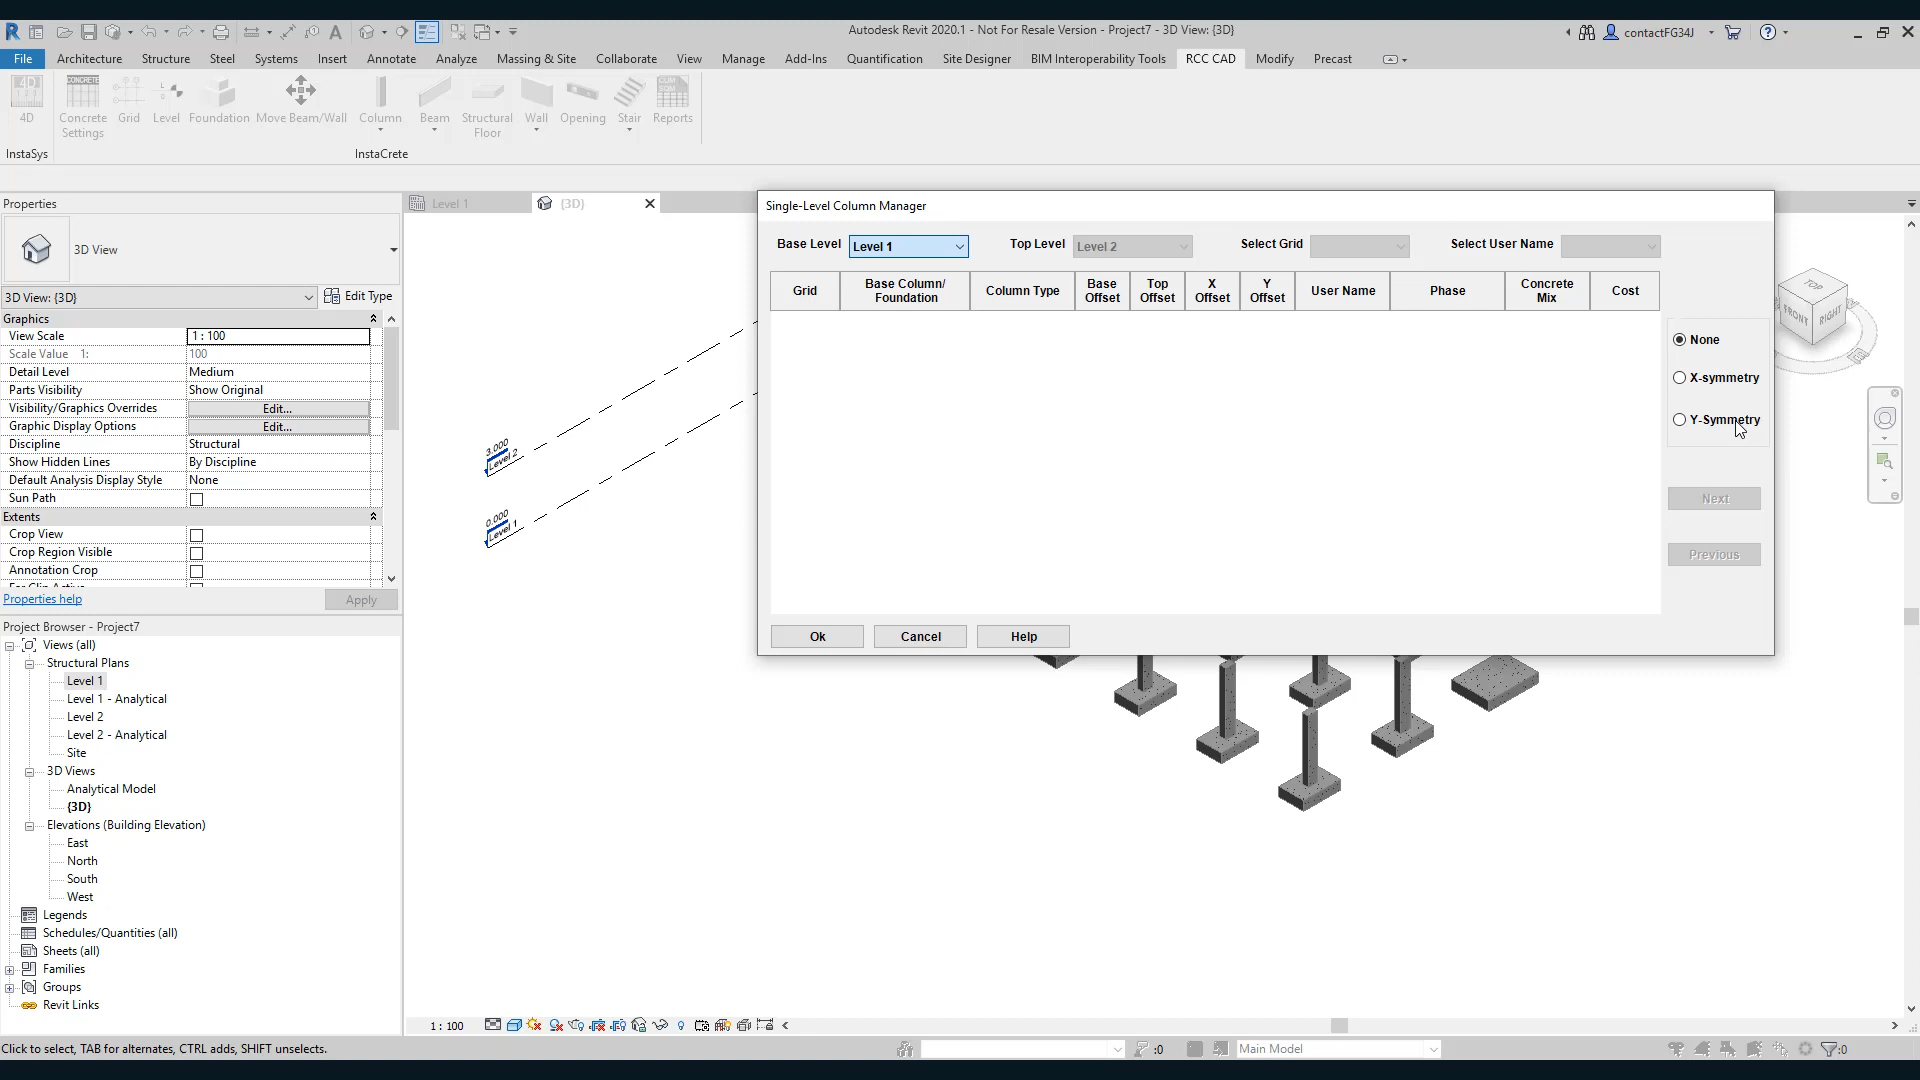 Autodesk Revit 2020.1 - Not For Resale Version - Project7 - 3D View: {3D}
contactFG34J
File Architecture Structure Steel Systems Insert Annotate Analyze Massing & Site Collaborate View Manage Add-Ins Quantification Site Designer BIM Interoperability Tools RCC CAD Modify Precast
4D Concrete Settings Grid Level Foundation Move Beam/Wall Column Beam Structural Floor Wall Opening Stair Reports
InstaSys InstaCrete
Properties
3D View
3D View: {3D} Edit Type
Graphics
View Scale 1 : 100
Scale Value 1: 100
Detail Level Medium
Parts Visibility Show Original
Visibility/Graphics Overrides Edit...
Graphic Display Options Edit...
Discipline Structural
Show Hidden Lines By Discipline
Default Analysis Display Style None
Sun Path
Extents
Crop View
Crop Region Visible
Annotation Crop
Properties help Apply
Project Browser - Project7
Views (all)
Structural Plans
Level 1
Level 1 - Analytical
Level 2
Level 2 - Analytical
Site
3D Views
Analytical Model
{3D}
Elevations (Building Elevation)
East
North
South
West
Legends
Schedules/Quantities (all)
Sheets (all)
Families
Groups
Revit Links
Level 1 {3D}
3.000
Level 2
0.000
Level 1
Single-Level Column Manager
Base Level Level 1 Top Level Level 2 Select Grid Select User Name
Grid Base Column/ Foundation Column Type Base Offset Top Offset X Offset Y Offset User Name Phase Concrete Mix Cost
None
X-symmetry
Y-Symmetry
Next
Previous
Ok Cancel Help
TOP
FRONT RIGHT
1 : 100
Click to select, TAB for alternates, CTRL adds, SHIFT unselects.
:0 Main Model :0